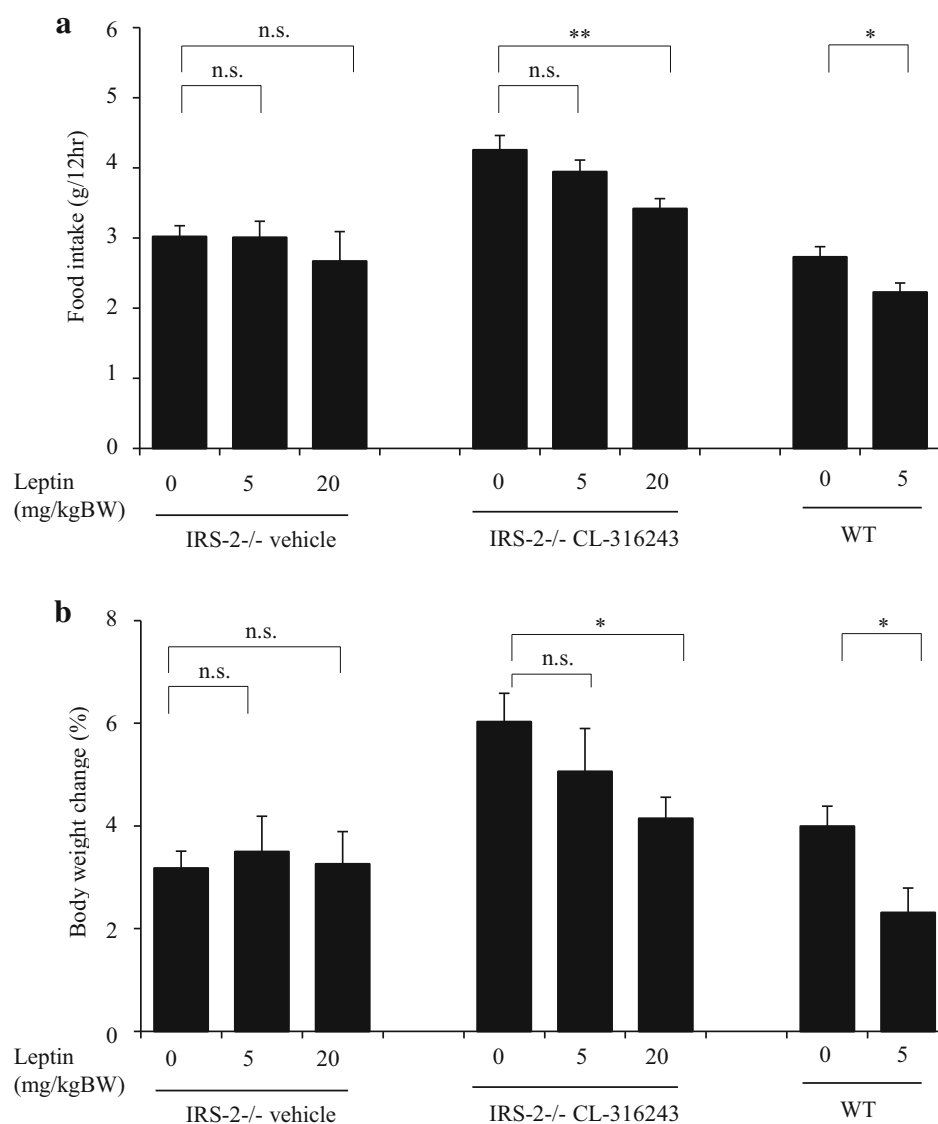 a
n.s.
n.s.
**
n.s.
*
6
5
4
3
2
1
0
Food intake (g/12hr)
Leptin
(mg/kgBW)
0 5 20 0 5 20 0 5
IRS-2-/- vehicle IRS-2-/- CL-316243 WT
b
n.s.
n.s.
*
n.s.
*
8
6
4
2
0
Body weight change (%)
Leptin
(mg/kgBW)
0 5 20 0 5 20 0 5
IRS-2-/- vehicle IRS-2-/- CL-316243 WT